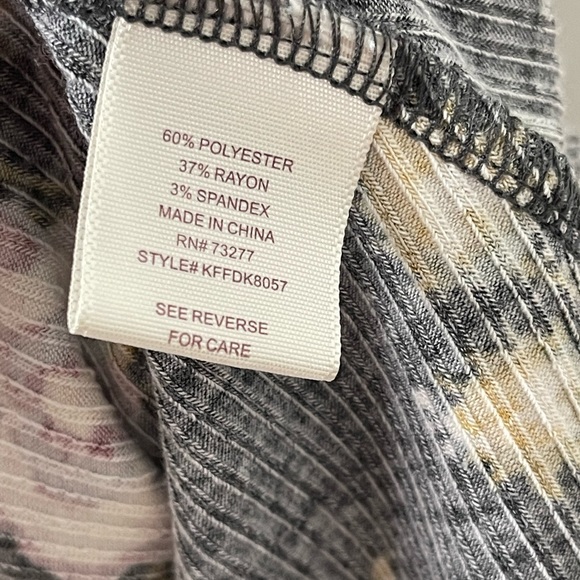 60% POLYESTER
37% RAYON
3% SPANDEX
MADE IN CHINA
RN# 73277
STYLE# KFFDK8057
SEE REVERSE
FOR CARE